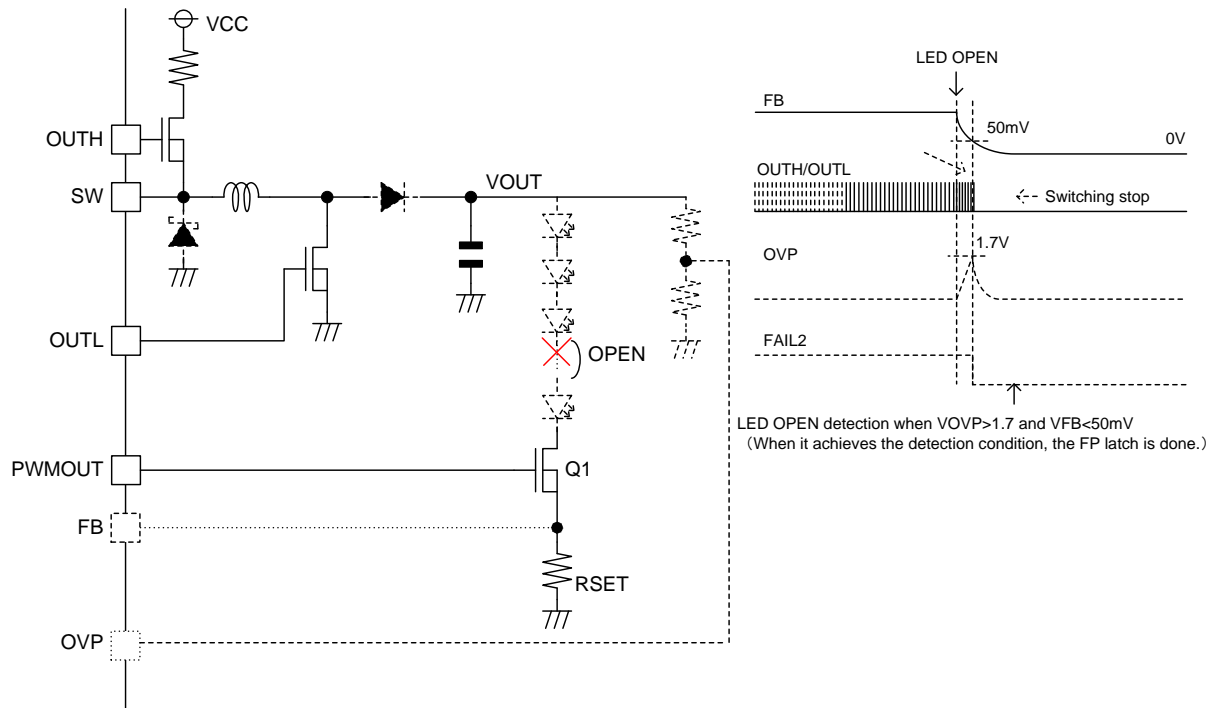 VCC
OUTH
SW
VOUT
OUTL
OPEN
PWMOUT
Q1
FB
RSET
OVP
LED OPEN
FB
50mV
0V
OUTH/OUTL
Switching stop
1.7V
OVP
FAIL2
LED OPEN detection when VOVP>1.7 and VFB<50mV
（When it achieves the detection condition, the FP latch is done.）